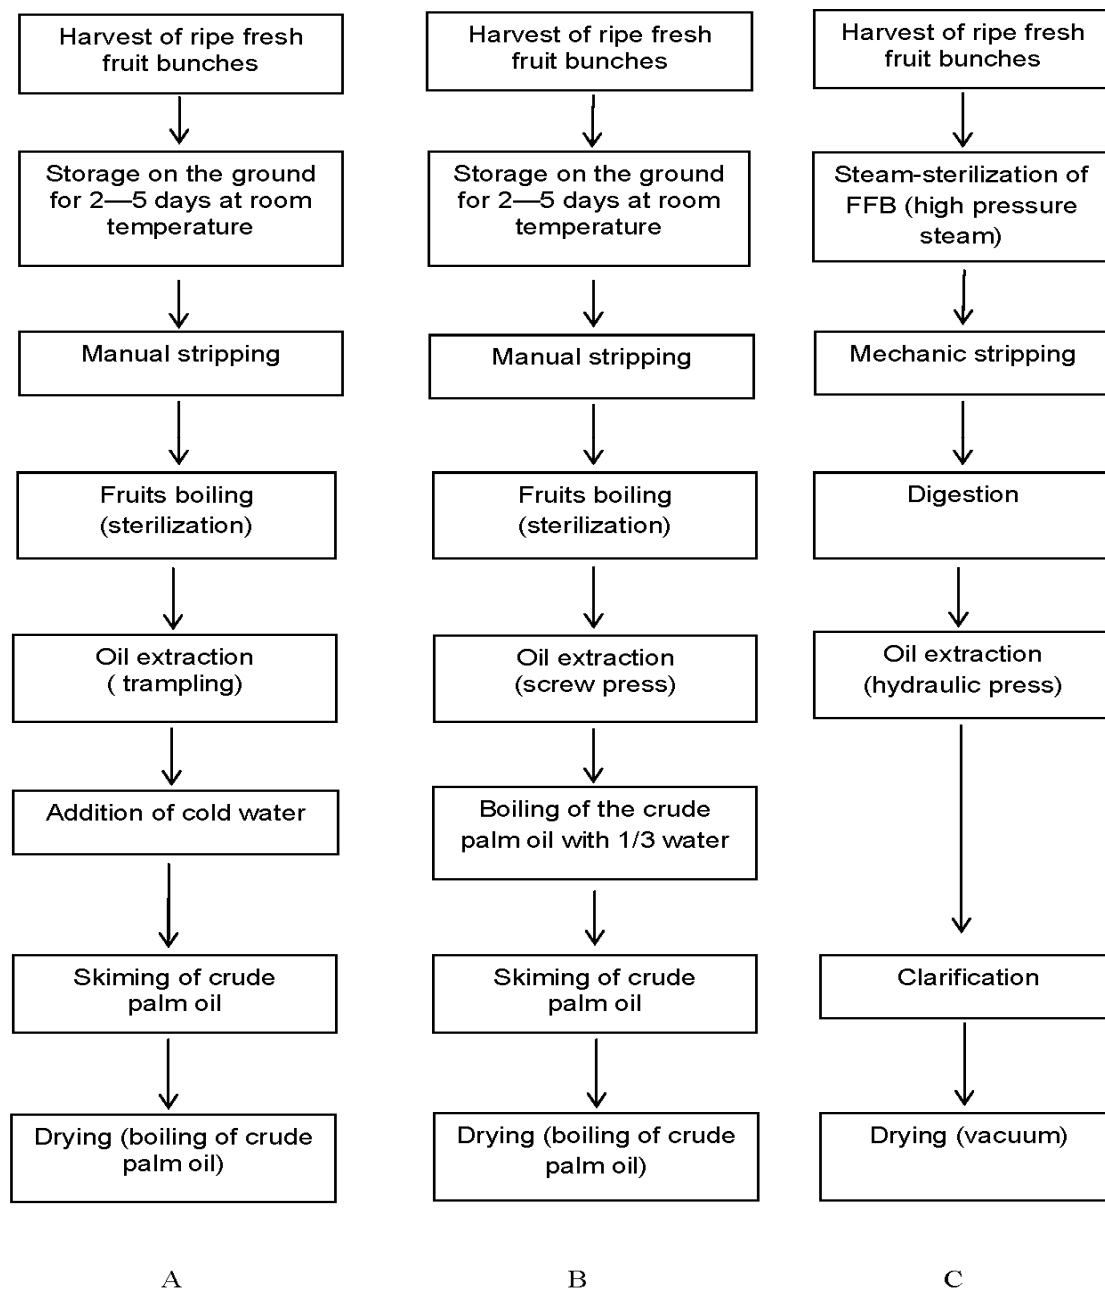 Harvest of ripe fresh
fruit bunches
Storage on the ground
for 2—5 days at room
temperature
Manual stripping
Fruits boiling
(sterilization)
Oil extraction
( trampling)
Addition of cold water
Skiming of crude
palm oil
Drying (boiling of crude
palm oil)
A
Harvest of ripe fresh
fruit bunches
Storage on the ground
for 2—5 days at room
temperature
Manual stripping
Fruits boiling
(sterilization)
Oil extraction
(screw press)
Boiling of the crude
palm oil with 1/3 water
Skiming of crude
palm oil
Drying (boiling of crude
palm oil)
B
Harvest of ripe fresh
fruit bunches
Steam-sterilization of
FFB (high pressure
steam)
Mechanic stripping
Digestion
Oil extraction
(hydraulic press)
Clarification
Drying (vacuum)
C